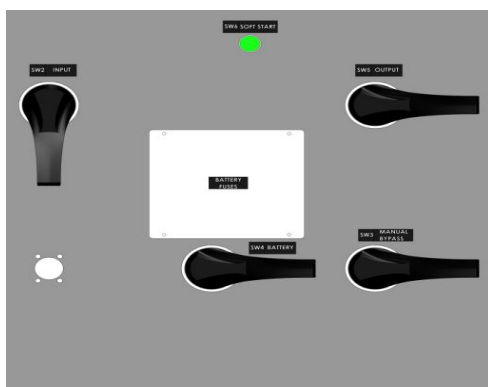 SW6 SOFT START
SW2 INPUT
SW5 OUTPUT
BATTERY
FUSES
SW4 BATTERY
SW3 MANUAL
BYPASS